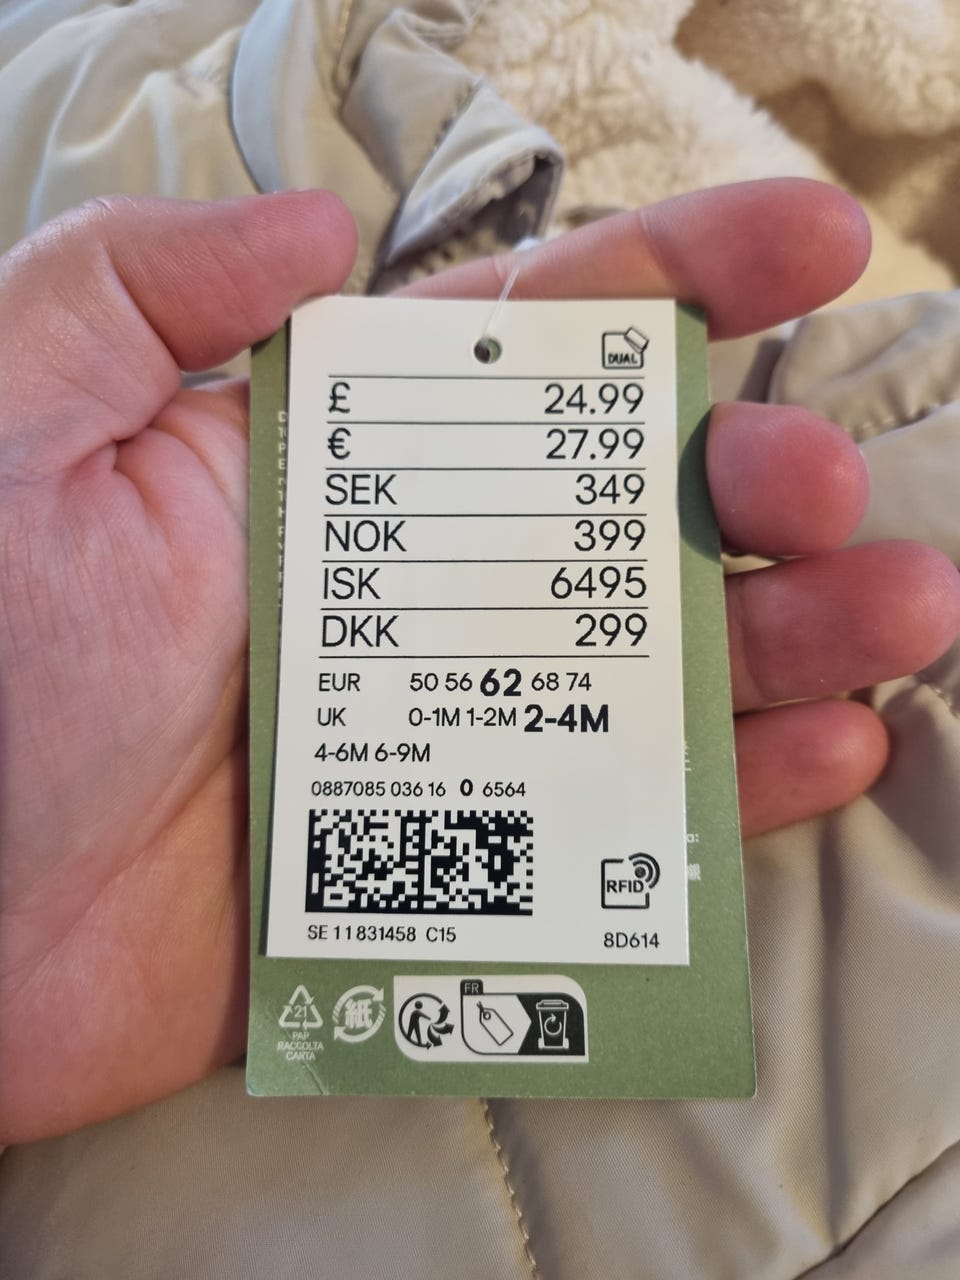 DUAL
£ 24.99
€ 27.99
SEK 349
NOK 399
ISK 6495
DKK 299
EUR 50 56 62 68 74
UK 0-1M 1-2M 2-4M
4-6M 6-9M
0887085 036 16 0 6564
RFID
SE 11831458 C15
8D614
21
PAP
RACCOLTA
CARTA
紙
FR